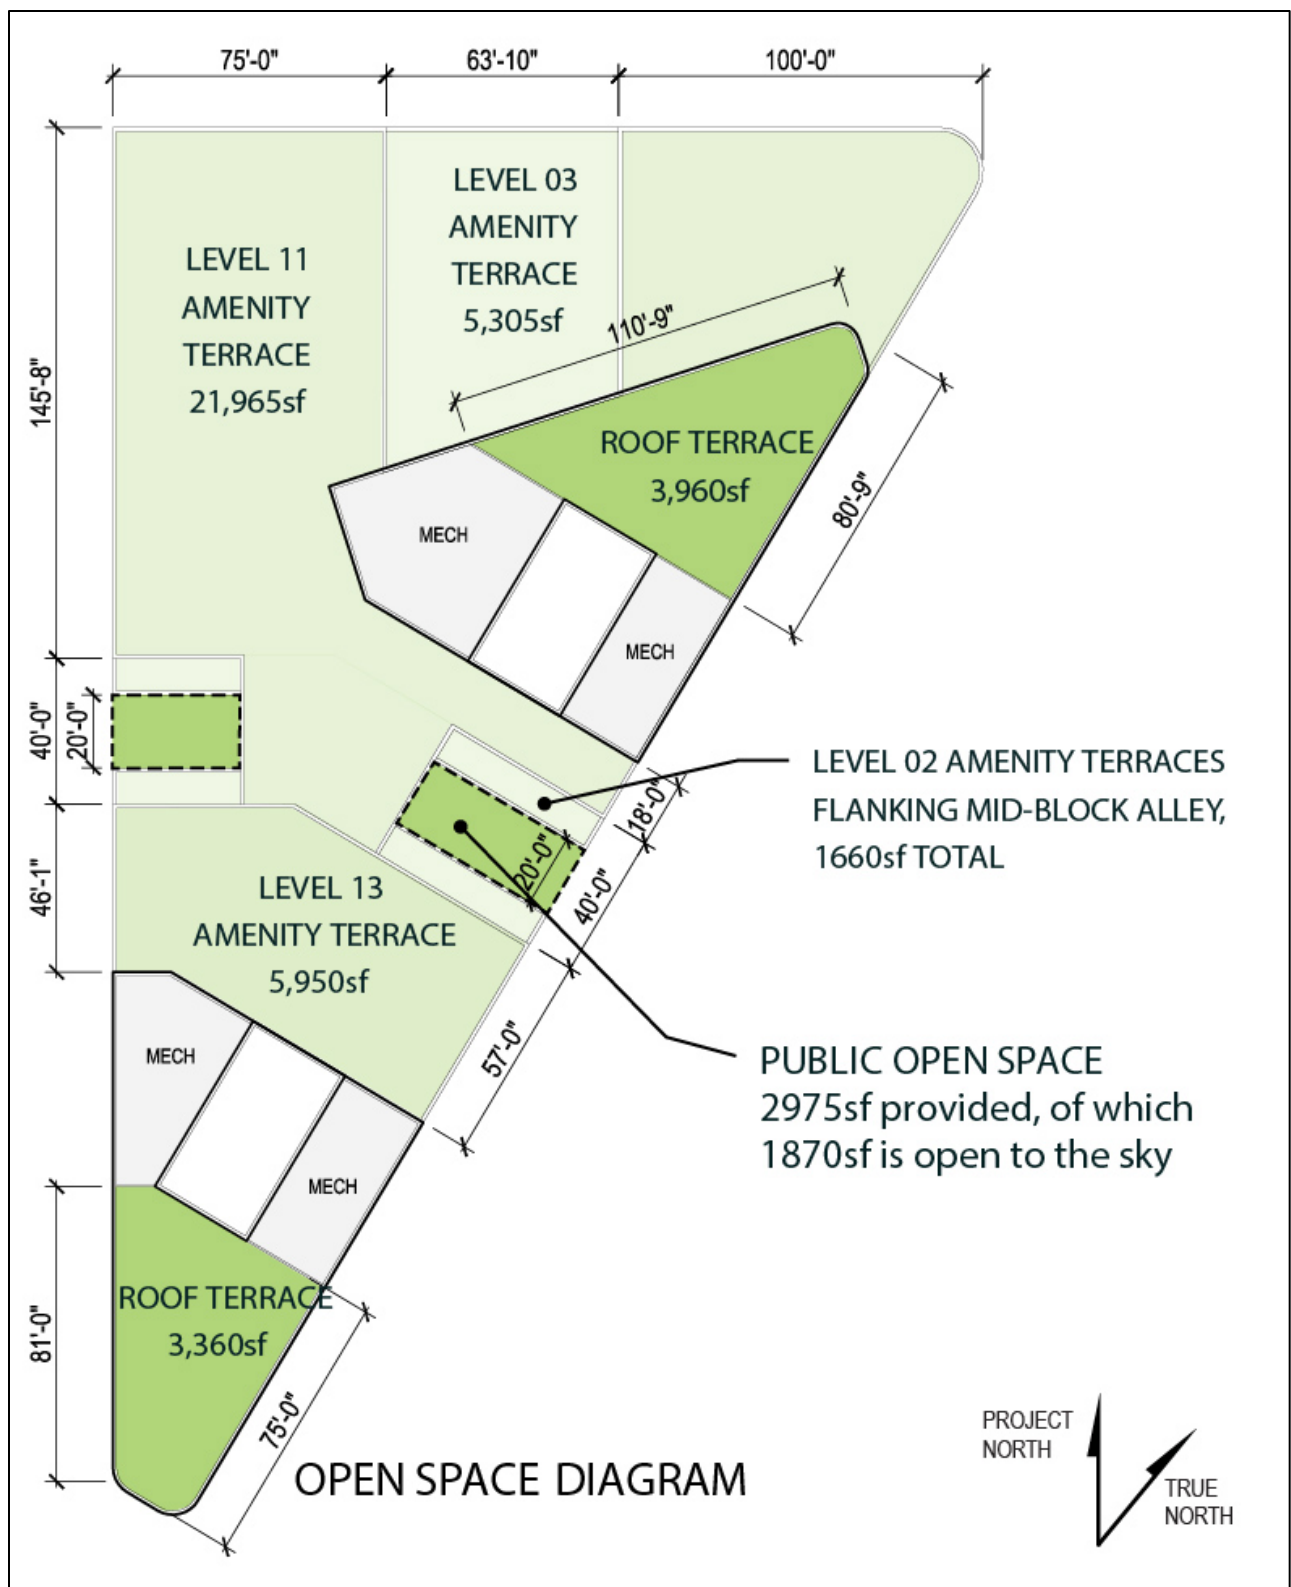 75'-0"
63'-10"
100'-0"
LEVEL 03
AMENITY
TERRACE
5,305sf
LEVEL 11
AMENITY
TERRACE
21,965sf
110'-9"
145'-8"
ROOF TERRACE
3,960sf
80'-9"
MECH
MECH
40'-0"
20'-0"
LEVEL 02 AMENITY TERRACES
FLANKING MID-BLOCK ALLEY,
1660sf TOTAL
18'-0"
20'-0"
40'-0"
46'-1"
LEVEL 13
AMENITY TERRACE
5,950sf
57'-0"
PUBLIC OPEN SPACE
2975sf provided, of which
1870sf is open to the sky
MECH
MECH
ROOF TERRACE
3,360sf
81'-0"
75'-0"
OPEN SPACE DIAGRAM
PROJECT
NORTH
TRUE
NORTH